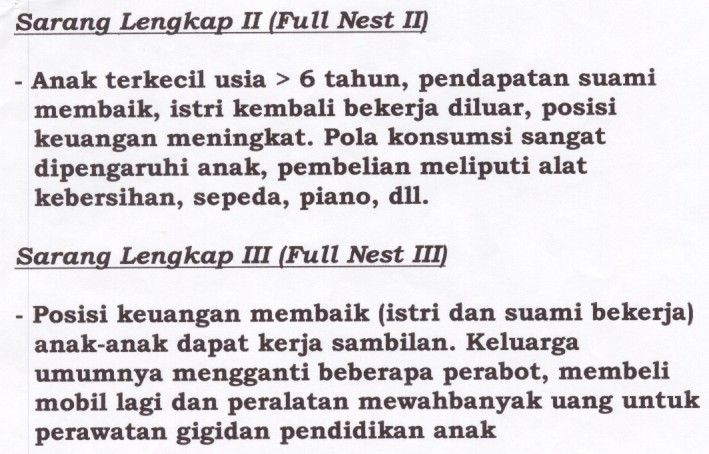 Sarang Lengkap II (Full Nest II)
- Anak terkecil usia > 6 tahun, pendapatan suami
membaik, istri kembali bekerja diluar, posisi
keuangan meningkat. Pola konsumsi sangat
dipengaruhi anak, pembelian meliputi alat
kebersihan, sepeda, piano, dll.
Sarang Lengkap III (Full Nest III)
- Posisi keuangan membaik (istri dan suami bekerja)
anak-anak dapat kerja sambilan. Keluarga
umumnya mengganti beberapa perabot, membeli
mobil lagi dan peralatan mewahbanyak uang untuk
perawatan gigidan pendidikan anak